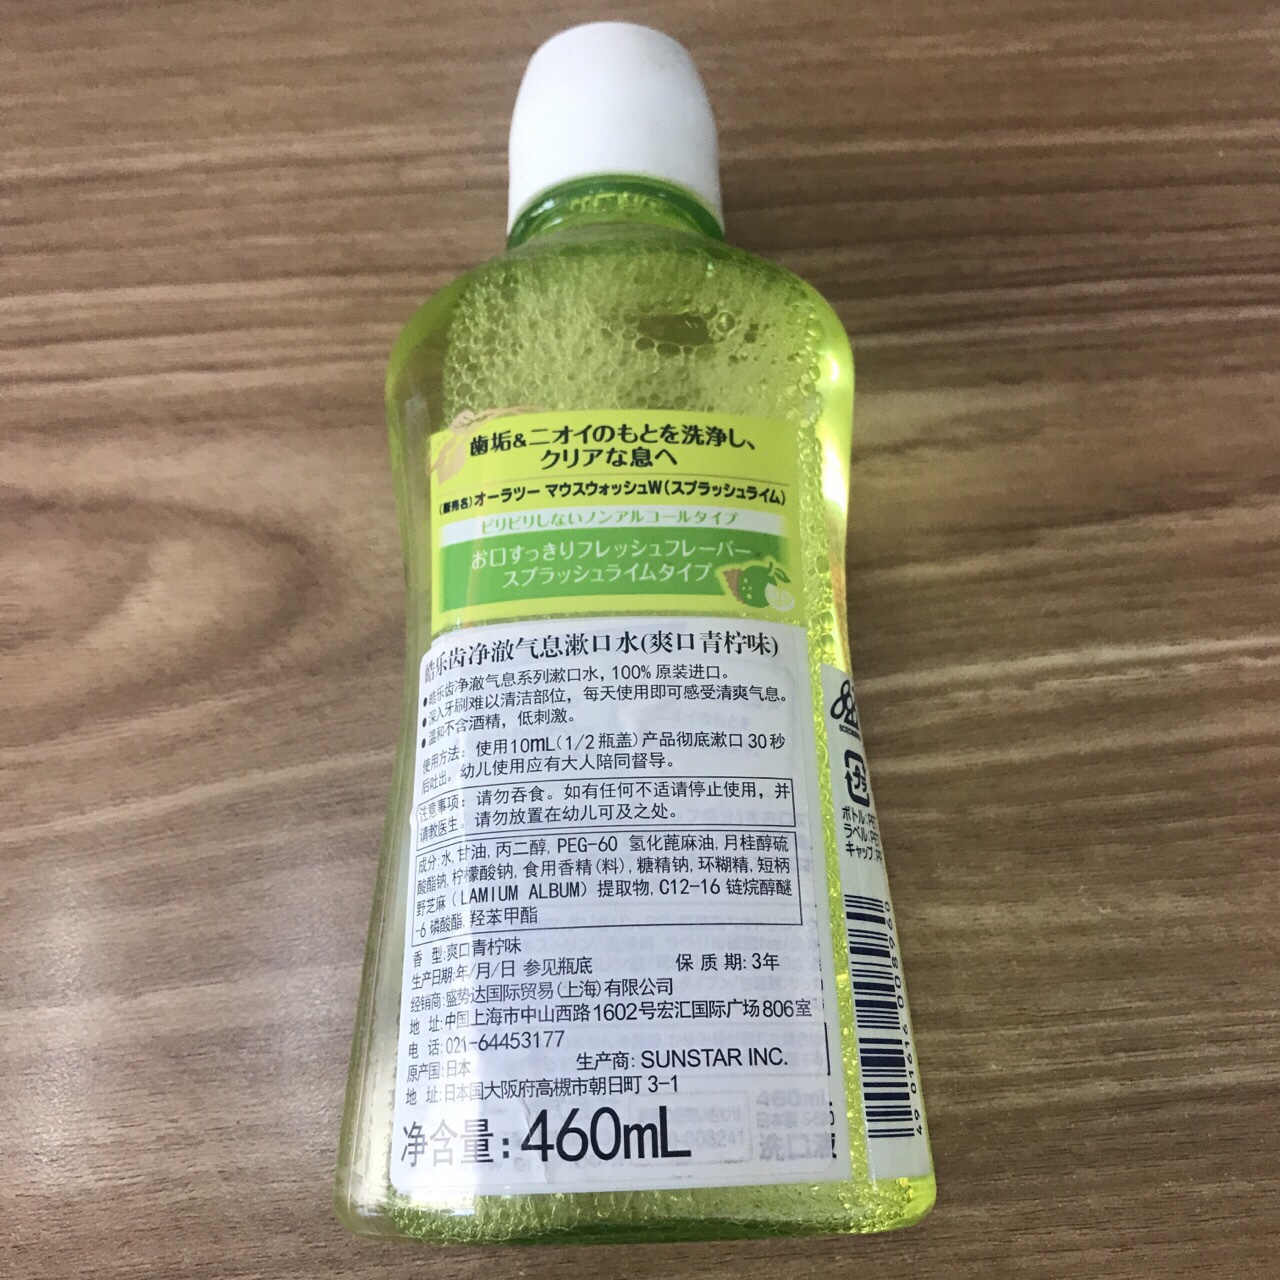 歯垢&ニオイのもとを洗浄し、
クリアな息へ
(販売名)オーラツー マウスウォッシュW(スプラッシュライム)
ピリピリしないノンアルコールタイプ
お口すっきりフレッシュフレーバー
スプラッシュライムタイプ
皓乐齿净澈气息漱口水(爽口青柠味)
●皓乐齿净澈气息系列漱口水，100%原装进口。
●深入牙刷难以清洁部位，每天使用即可感受清爽气息。
●温和不含酒精，低刺激。
使用方法：使用10mL(1/2瓶盖)产品彻底漱口30秒
后吐出。幼儿使用应有大人陪同督导。
注意事项：请勿吞食。如有任何不适请停止使用，并
请教医生。请勿放置在幼儿可及之处。
成分:水,甘油,丙二醇,PEG-60 氢化蓖麻油,月桂醇硫
酸酯钠,柠檬酸钠,食用香精(料),糖精钠,环糊精,短柄
野芝麻(LAMIUM ALBUM)提取物,C12-16 链烷醇醚
-6 磷酸酯,羟苯甲酯
香 型:爽口青柠味
生产日期:年/月/日 参见瓶底 保质期:3年
经销商:盛势达国际贸易(上海)有限公司
地 址:中国上海市中山西路1602号宏汇国际广场806室
电 话:021-64453177
原产国:日本 生产商: SUNSTAR INC.
地 址:日本国大阪府高槻市朝日町 3-1
净含量:460mL
プラ
ボトル:PE
ラベル:P
キャップ:P
4 901616 008960
460mL
洗口液